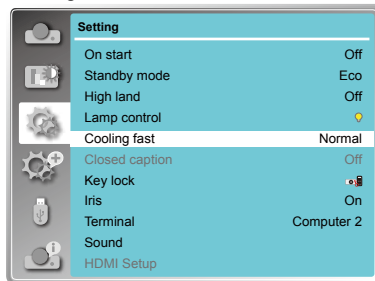 Setting
On start Off
Standby mode Eco
High land Off
Lamp control
Cooling fast Normal
Closed caption Off
Key lock
Iris On
Terminal Computer 2
Sound
HDMI Setup